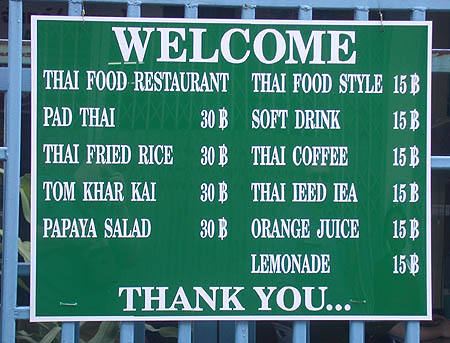 WELCOME
THAI FOOD RESTAURANT
PAD THAI 30฿
THAI FRIED RICE 30฿
TOM KHAR KAI 30฿
PAPAYA SALAD 30฿
THAI FOOD STYLE 15฿
SOFT DRINK 15฿
THAI COFFEE 15฿
THAI IEED IEA 15฿
ORANGE JUICE 15฿
LEMONADE 15฿
THANK YOU...